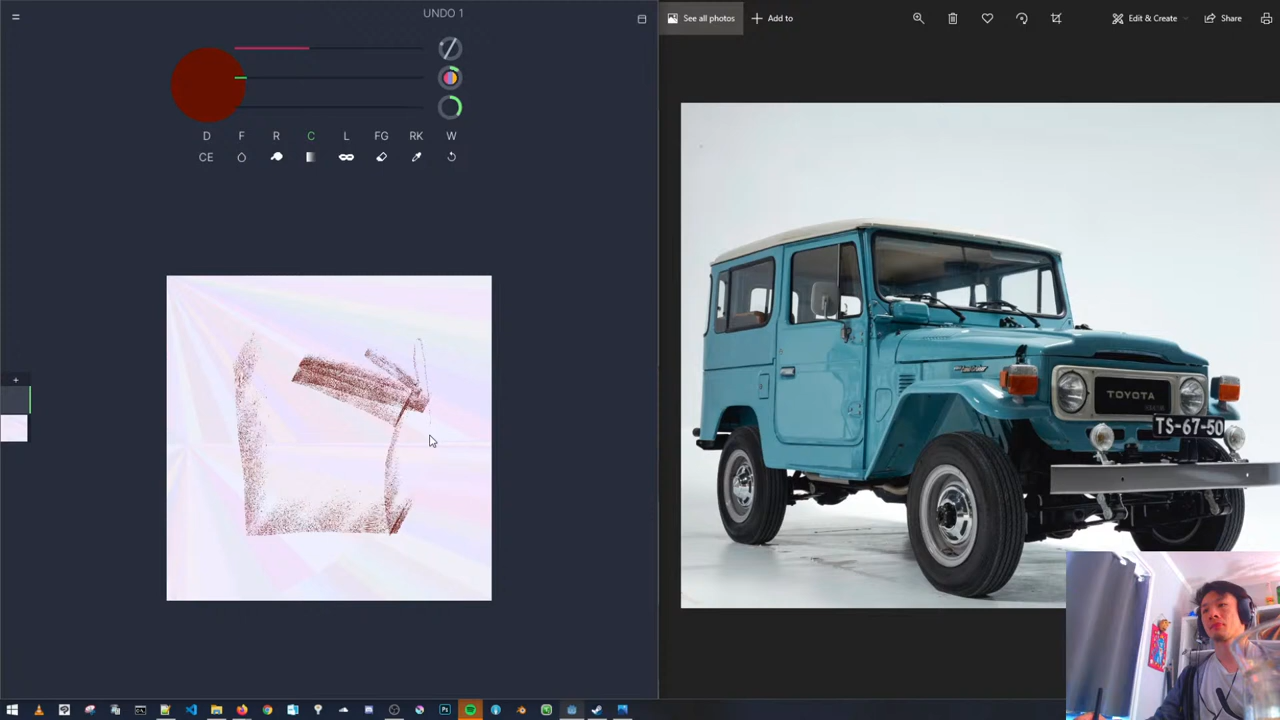 UNDO 1
See all photos
Add to
Edit & Create
Share
D F R C L FG RK W
CE
TOYOTA
TS-67-50